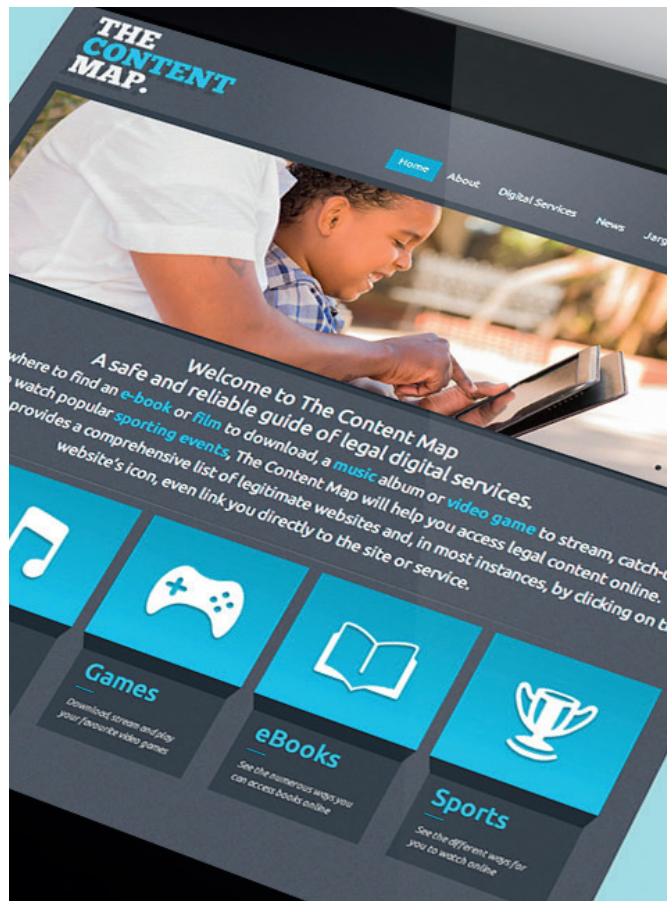 THE
CONTENT
MAP.
Home About Digital Services News
Welcome to The Content Map
A safe and reliable guide of legal digital services.
where to find an e-book or film to download, a music album or video game to stream, catch-
watch popular sporting events, The Content Map will help you access legal content online.
provides a comprehensive list of legitimate websites and, in most instances, by clicking on
website's icon, even link you directly to the site or service.
Games
Download, stream and play
your favourite video games
eBooks
See the numerous ways you
can access books online
Sports
See the different ways for
you to watch online